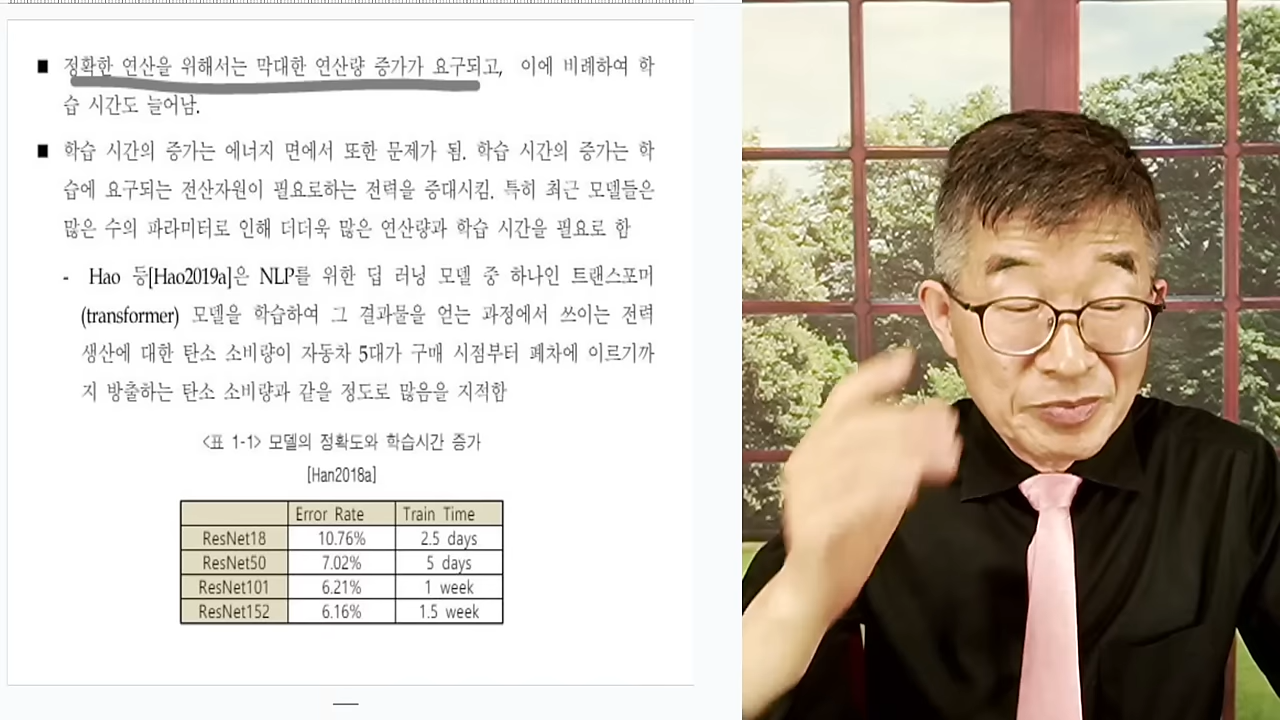 ■ 정확한 연산을 위해서는 막대한 연산량 증가가 요구되고, 이에 비례하여 학
습 시간도 늘어남.
■ 학습 시간의 증가는 에너지 면에서 또한 문제가 됨. 학습 시간의 증가는 학
습에 요구되는 전산자원이 필요로하는 전력을 증대시킴. 특히 최근 모델들은
많은 수의 파라미터로 인해 더더욱 많은 연산량과 학습 시간을 필요로 함
- Hao 등[Hao2019a]은 NLP를 위한 딥 러닝 모델 중 하나인 트랜스포머
(transformer) 모델을 학습하여 그 결과물을 얻는 과정에서 쓰이는 전력
생산에 대한 탄소 소비량이 자동차 5대가 구매 시점부터 폐차에 이르기까
지 방출하는 탄소 소비량과 같을 정도로 많음을 지적함
<표 1-1> 모델의 정확도와 학습시간 증가
[Han2018a]
Error Rate Train Time
ResNet18 10.76% 2.5 days
ResNet50 7.02% 5 days
ResNet101 6.21% 1 week
ResNet152 6.16% 1.5 week